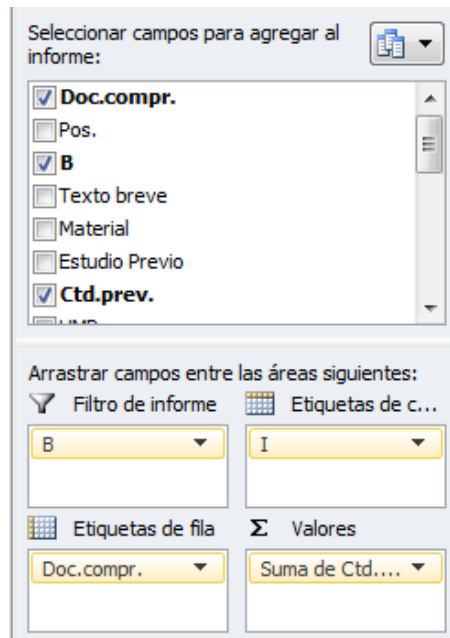 Seleccionar campos para agregar al
informe:
Doc.compr.
Pos.
B
Texto breve
Material
Estudio Previo
Ctd.prev.
Arrastrar campos entre las áreas siguientes:
Filtro de informe
Etiquetas de c...
B
I
Etiquetas de fila
Σ Valores
Doc.compr.
Suma de Ctd....